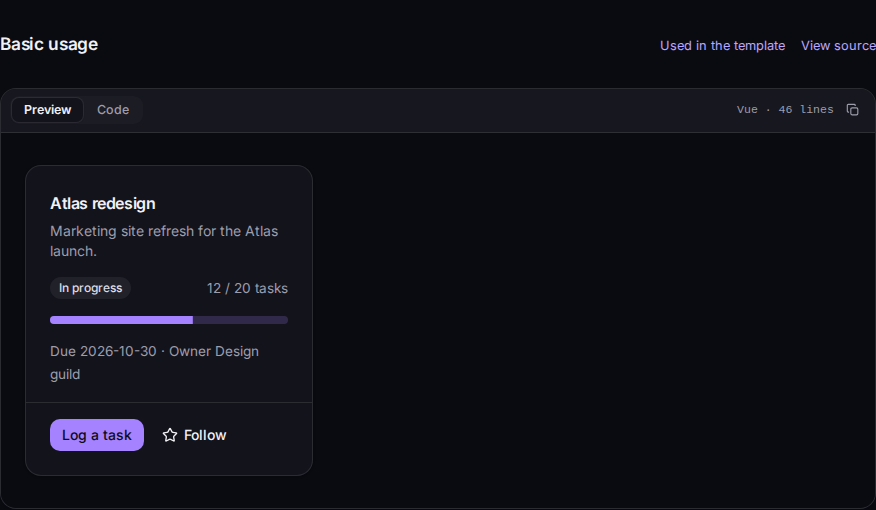 Basic usage
Used in the template
View source
Preview
Code
Vue · 46 lines
Atlas redesign
Marketing site refresh for the Atlas
launch.
In progress
12 / 20 tasks
Due 2026-10-30 · Owner Design
guild
Log a task
Follow